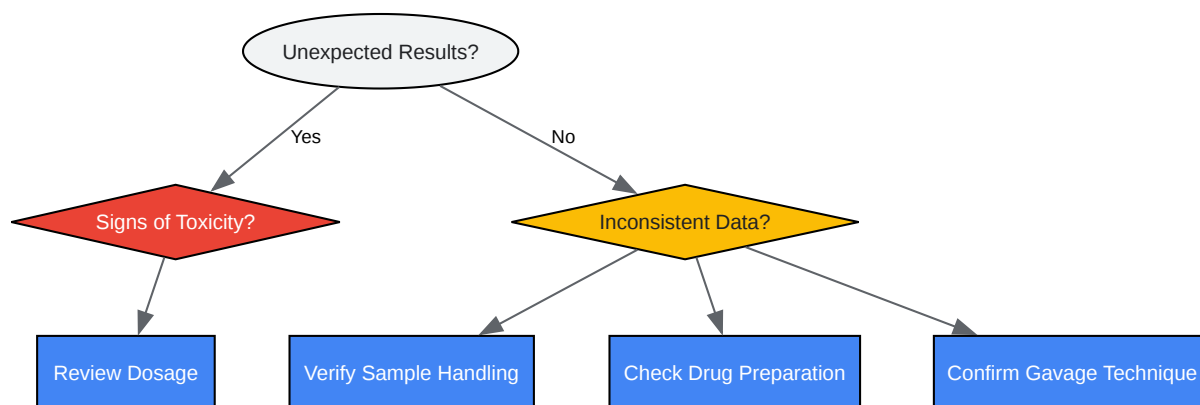 Unexpected Results?
Yes
No
Signs of Toxicity?
Inconsistent Data?
Review Dosage
Verify Sample Handling
Check Drug Preparation
Confirm Gavage Technique